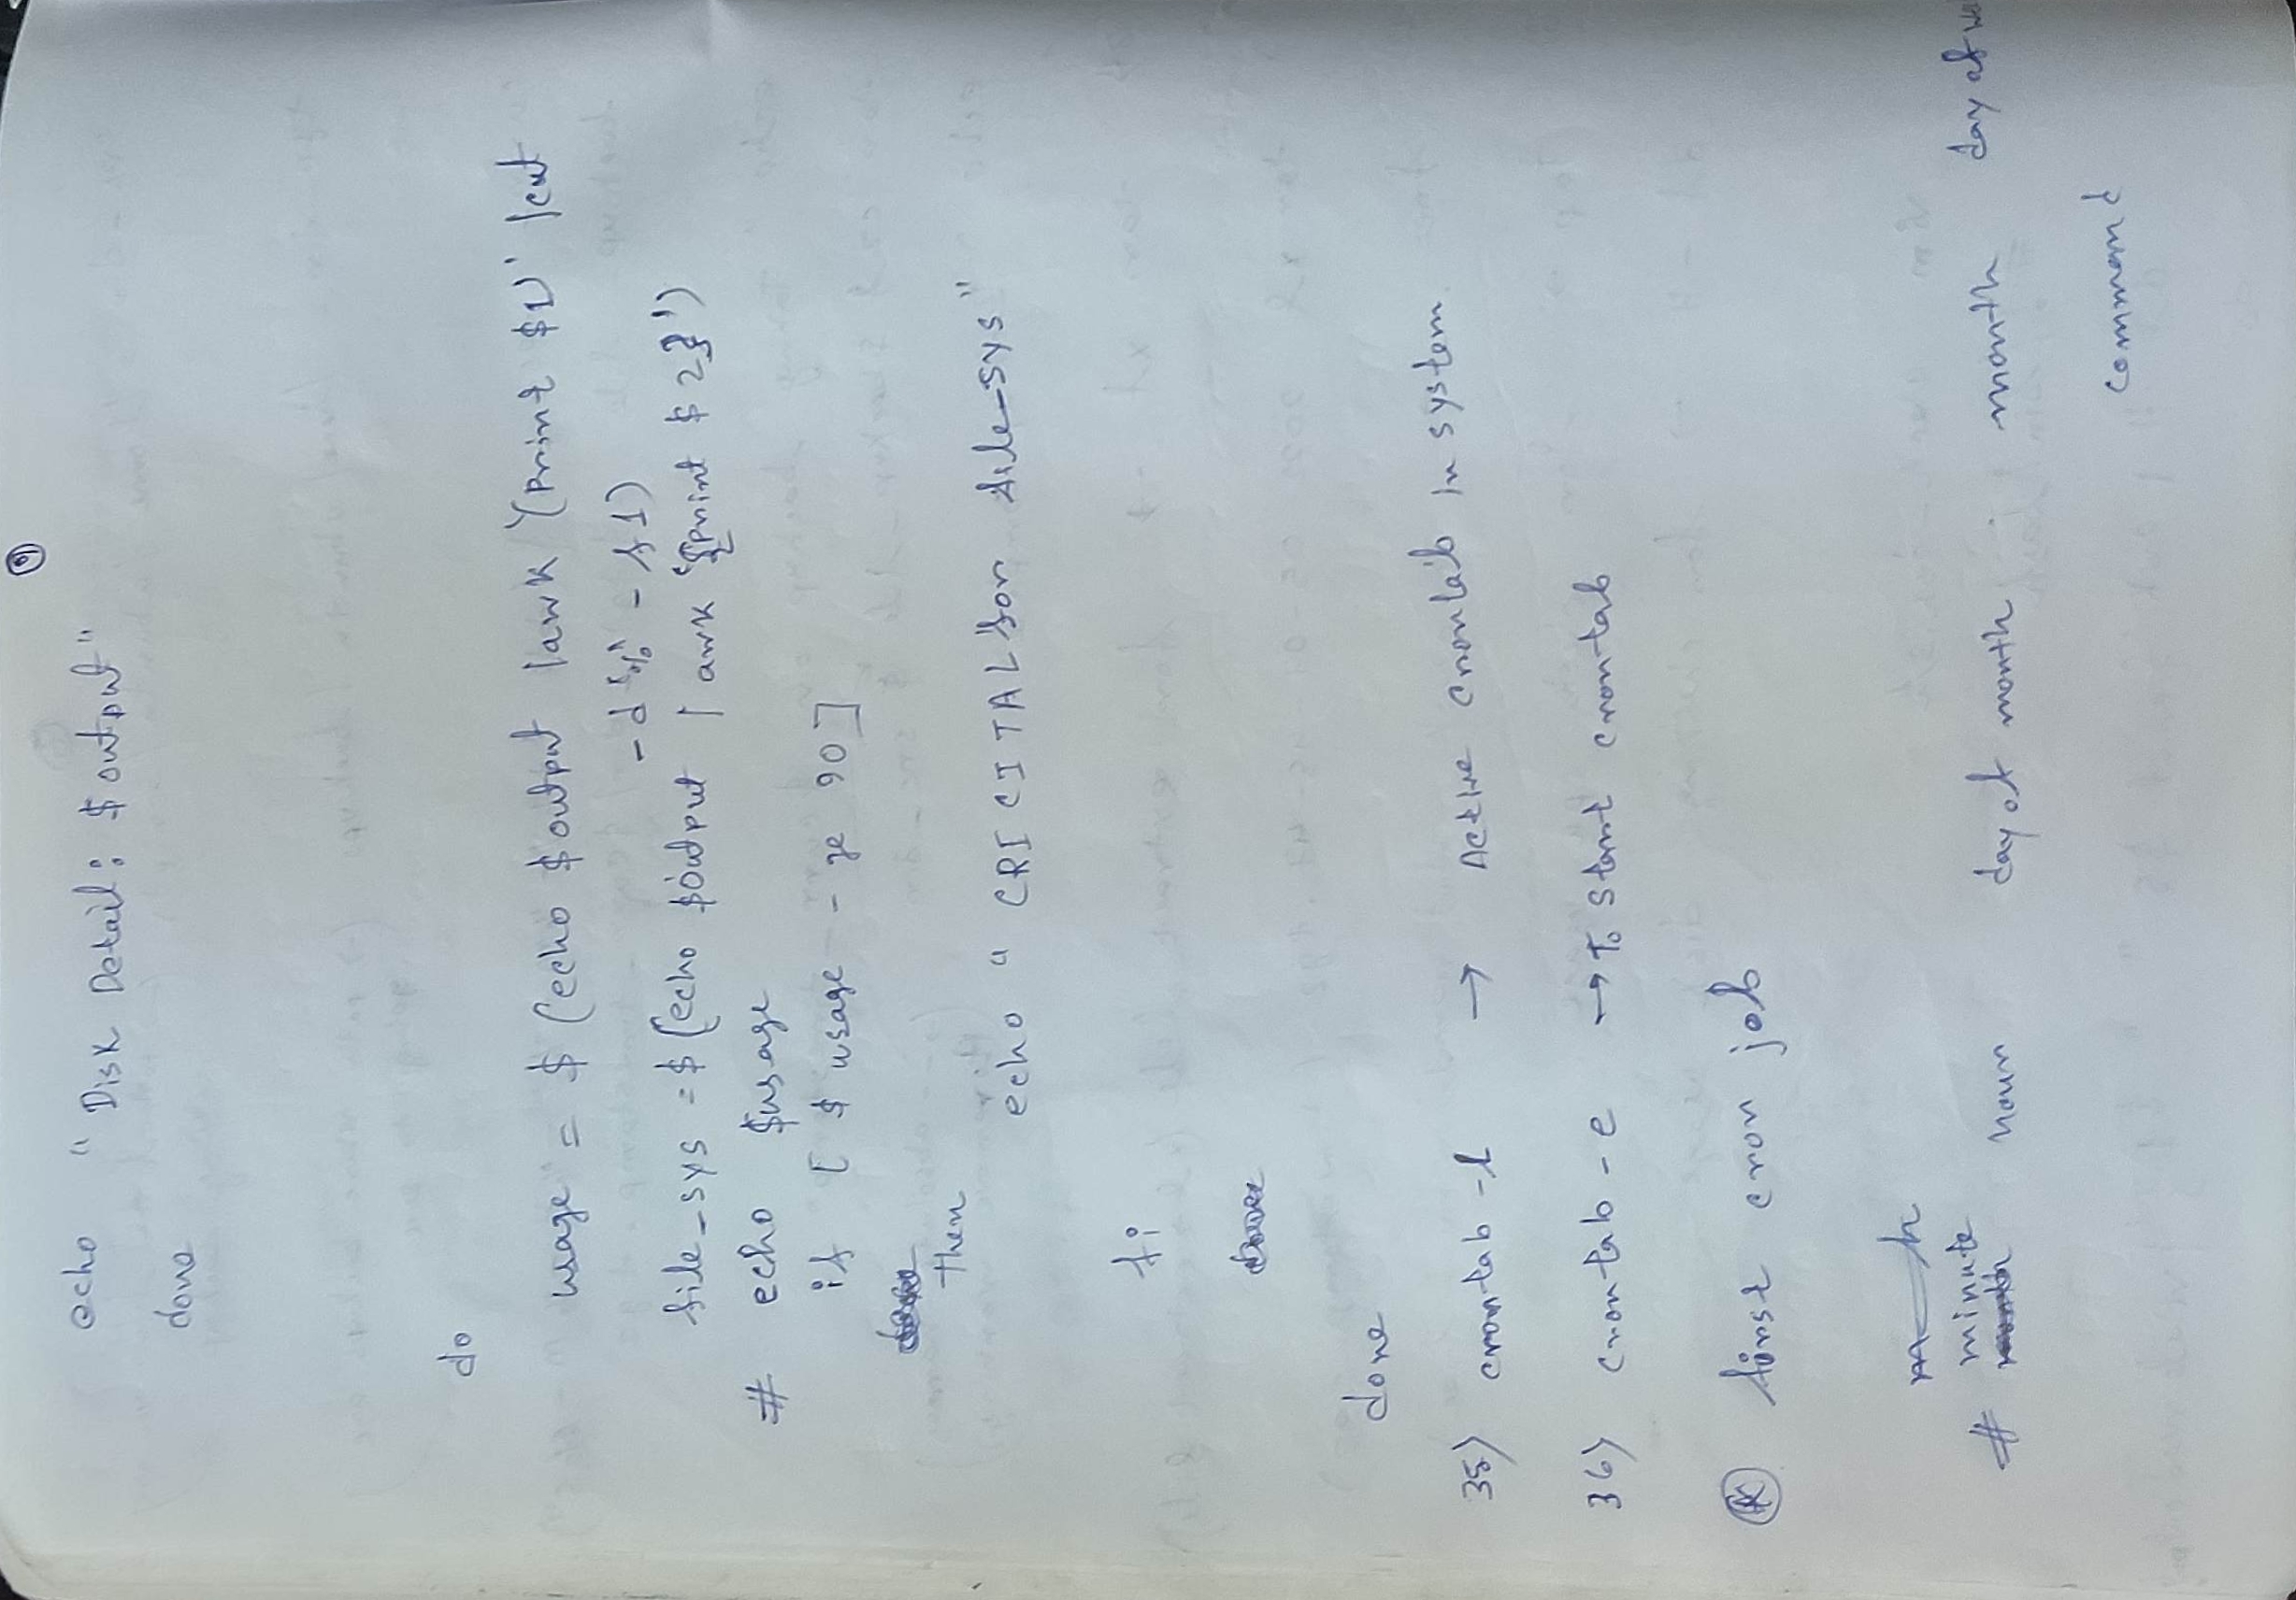 9
echo "Disk Detail: $output"
done
do
usage = $(echo $output |awk '(Print $1)' |cut
-d '%' -f1)
file_sys =$(echo $output | awk '{print $2}')
# echo $usage
if [ $usage -ge 90]
then
echo "CRICITAL for file_sys"
fi
done
35) crontab -l → Active crontab in system
36) crontab -e → To start crontab
first cron job
m h
minute
# hour day of month month day of we
command